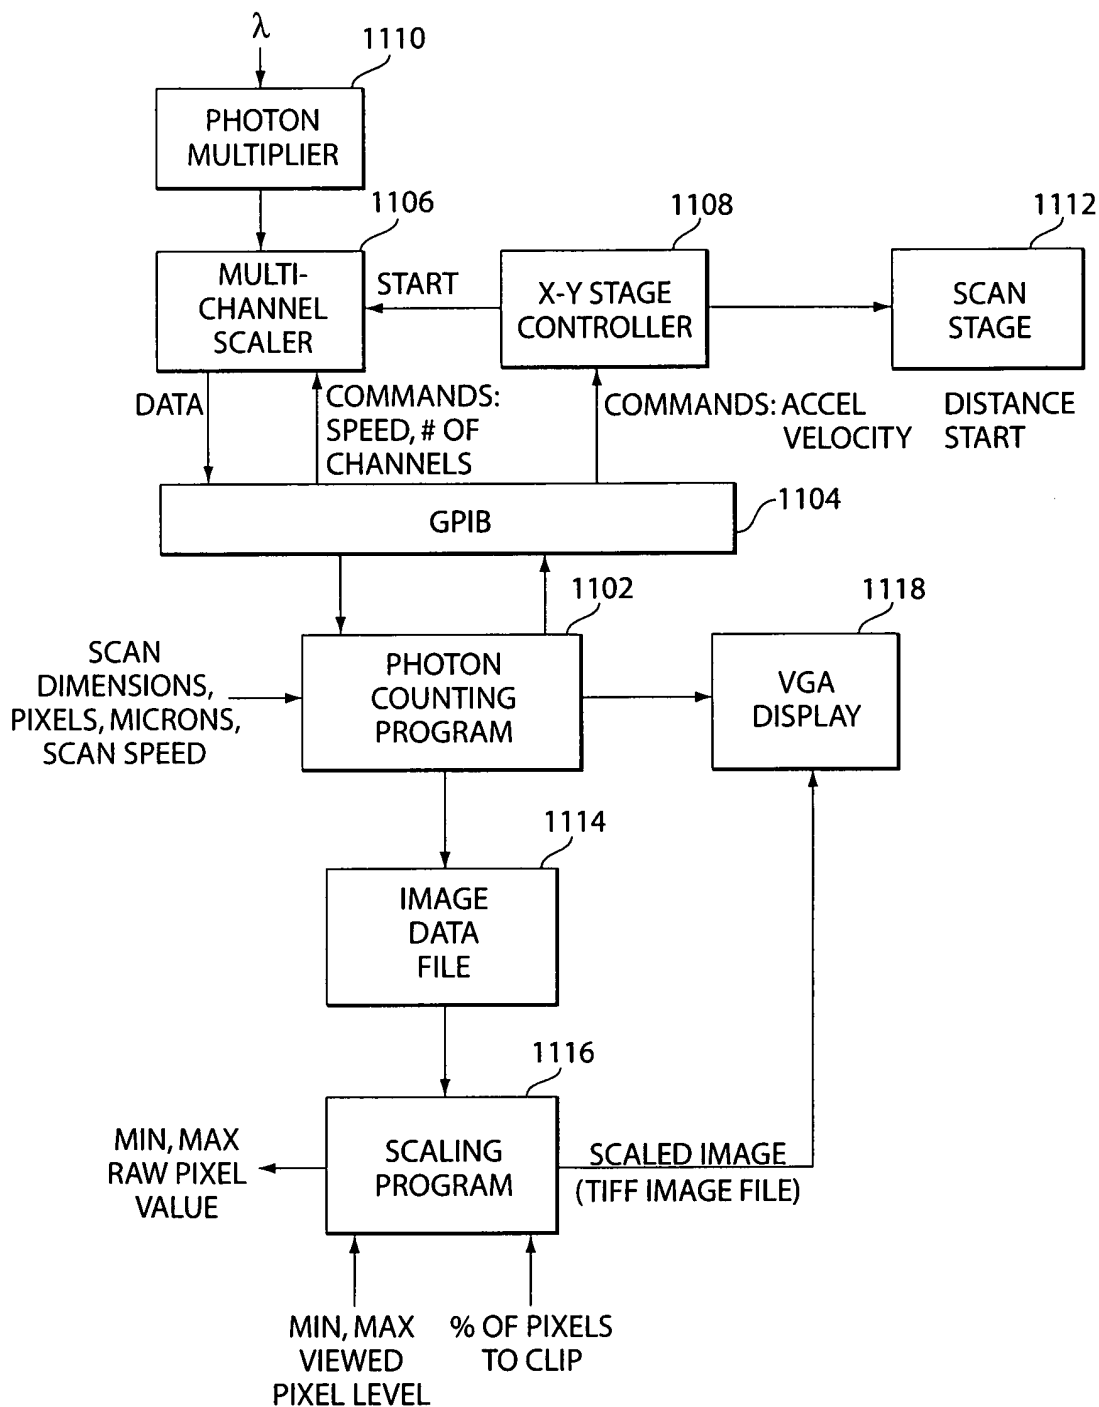 λ
1110
PHOTON
MULTIPLIER
1106
1108
1112
MULTI-
CHANNEL
SCALER
START
X-Y STAGE
CONTROLLER
SCAN
STAGE
DATA
COMMANDS:
SPEED, # OF
CHANNELS
COMMANDS: ACCEL
VELOCITY
DISTANCE
START
GPIB
1104
1102
1118
SCAN
DIMENSIONS,
PIXELS, MICRONS,
SCAN SPEED
PHOTON
COUNTING
PROGRAM
VGA
DISPLAY
1114
IMAGE
DATA
FILE
1116
MIN, MAX
RAW PIXEL
VALUE
SCALING
PROGRAM
SCALED IMAGE
(TIFF IMAGE FILE)
MIN, MAX
VIEWED
PIXEL LEVEL
% OF PIXELS
TO CLIP